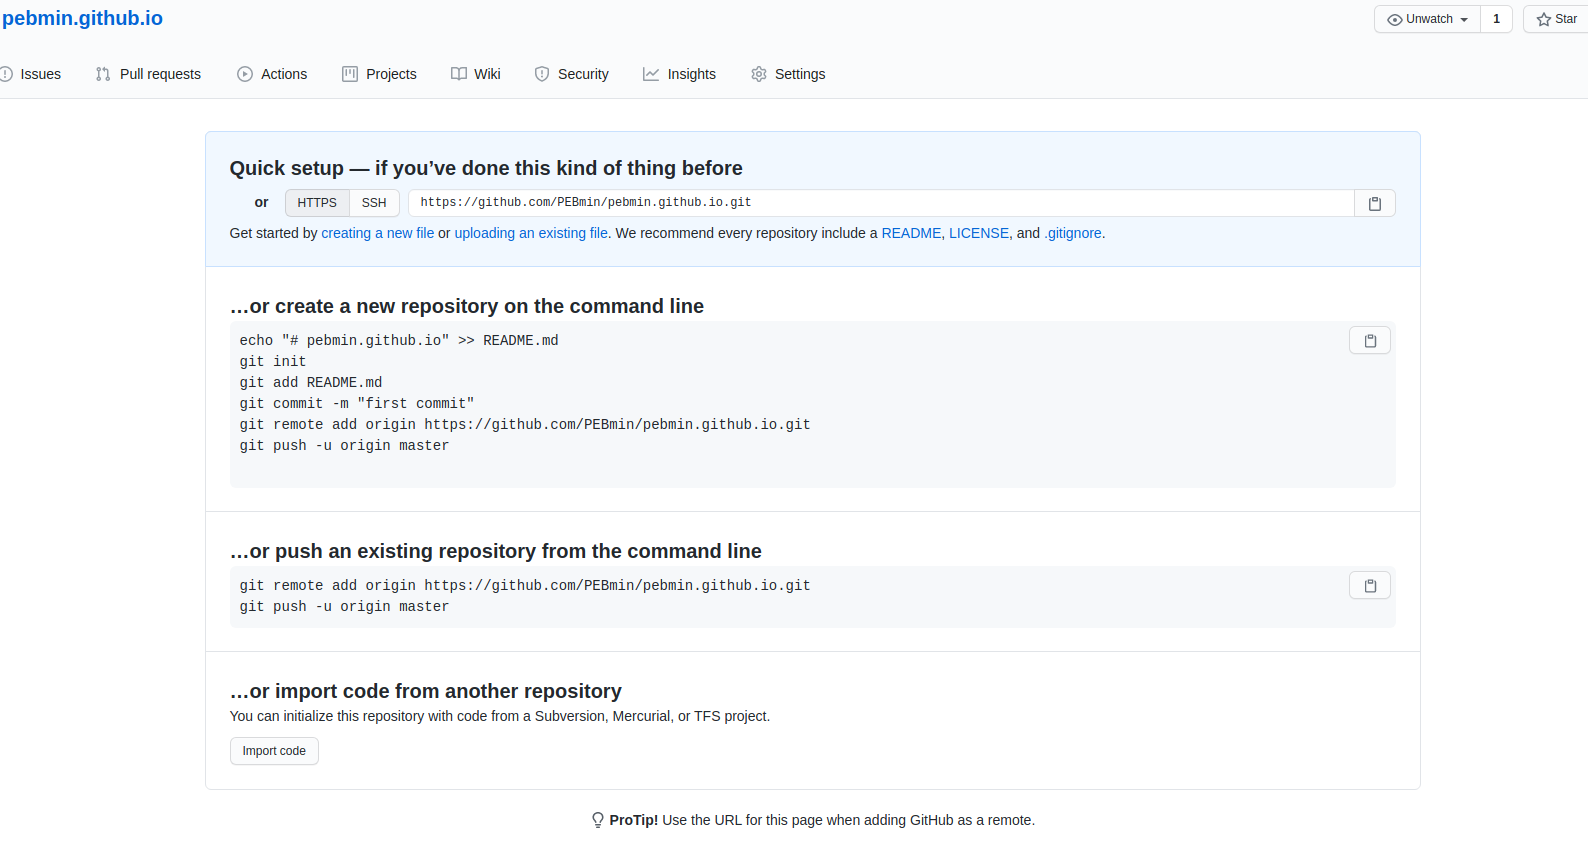 pebmin.github.io
Unwatch 1 Star
Issues Pull requests Actions Projects Wiki Security Insights Settings
Quick setup — if you’ve done this kind of thing before
or HTTPS SSH https://github.com/PEBmin/pebmin.github.io.git
Get started by creating a new file or uploading an existing file. We recommend every repository include a README, LICENSE, and .gitignore.
…or create a new repository on the command line
echo "# pebmin.github.io" >> README.md
git init
git add README.md
git commit -m "first commit"
git remote add origin https://github.com/PEBmin/pebmin.github.io.git
git push -u origin master
…or push an existing repository from the command line
git remote add origin https://github.com/PEBmin/pebmin.github.io.git
git push -u origin master
…or import code from another repository
You can initialize this repository with code from a Subversion, Mercurial, or TFS project.
Import code
ProTip! Use the URL for this page when adding GitHub as a remote.